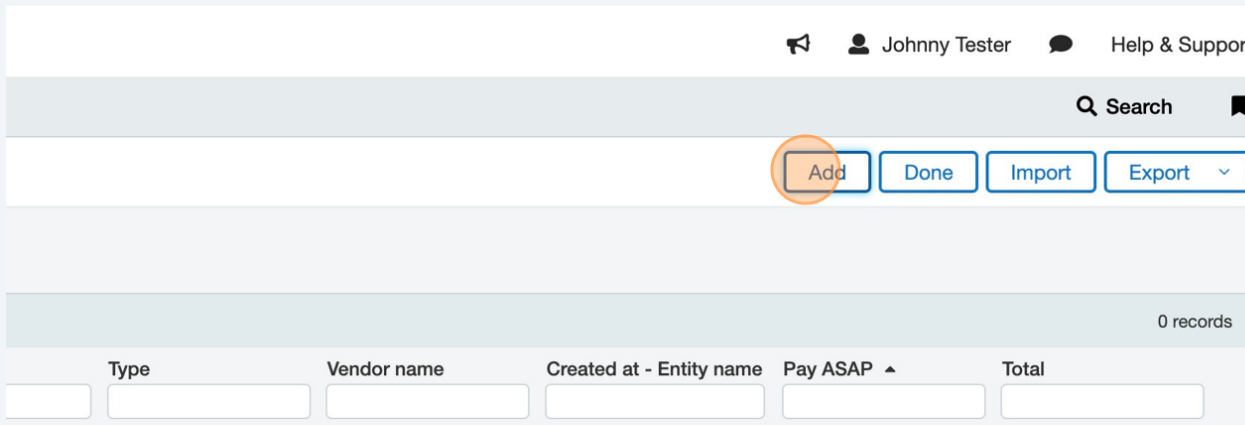 Johnny Tester Help & Suppor
Search
Add Done Import Export
0 records
Type Vendor name Created at - Entity name Pay ASAP Total